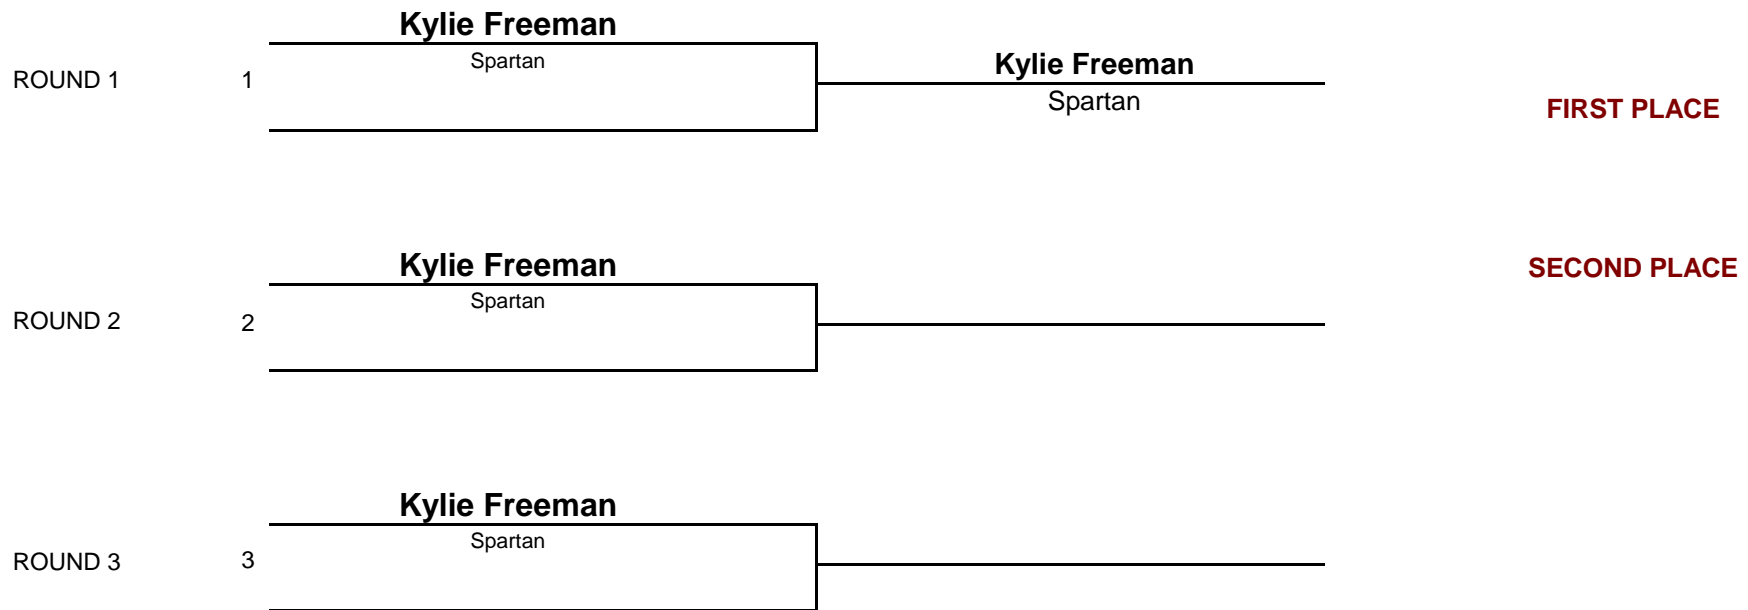 Kylie Freeman
ROUND 1 1 Spartan Kylie Freeman
Spartan
FIRST PLACE
Kylie Freeman
SECOND PLACE
Spartan
ROUND 2 2
Kylie Freeman
Spartan
ROUND 3 3